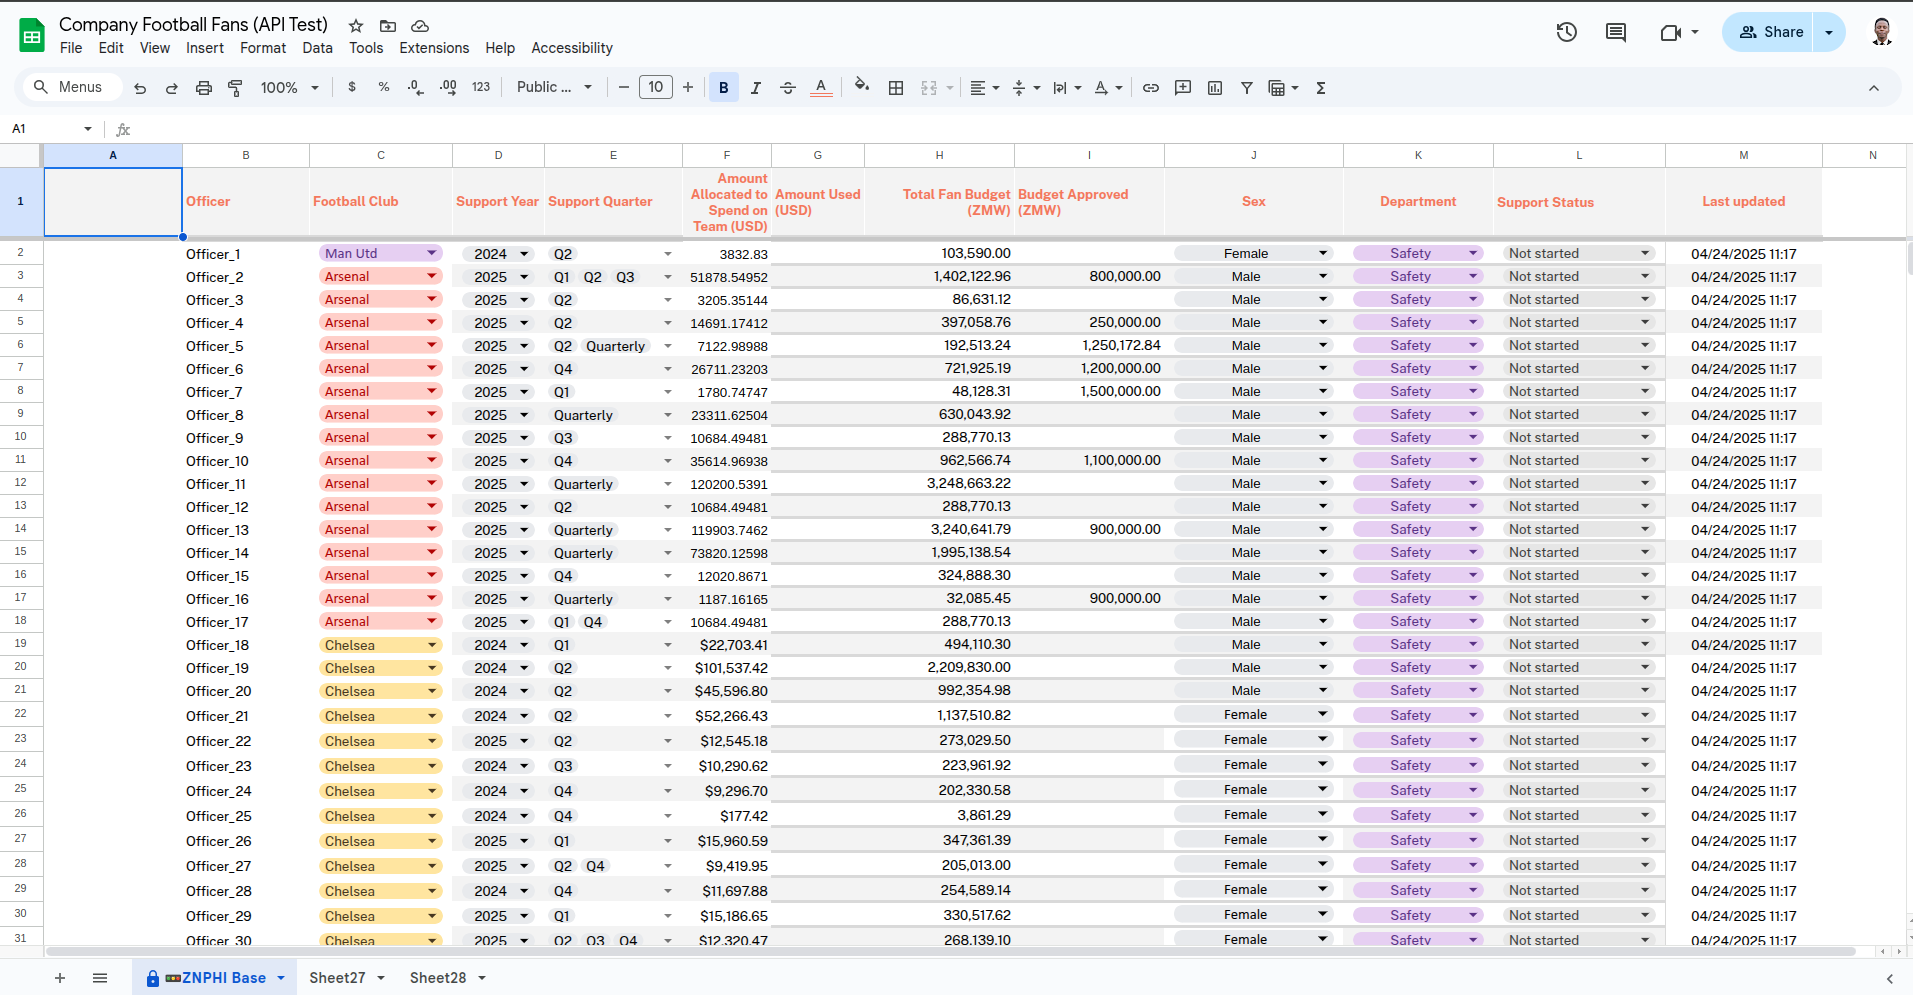 Company Football Fans (API Test)
File Edit View Insert Format Data Tools Extensions Help Accessibility
Share
Menus 100% $ % .0 .00 123 Public ... 10 B I A Σ
A1 fx
A B C D E F G H I J K L M N
1 Officer Football Club Support Year Support Quarter Amount Allocated to Spend on Team (USD) Amount Used (USD) Total Fan Budget (ZMW) Budget Approved (ZMW) Sex Department Support Status Last updated
2 Officer_1 Man Utd 2024 Q2 3832.83 103,590.00 Female Safety Not started 04/24/2025 11:17
3 Officer_2 Arsenal 2025 Q1 Q2 Q3 51878.54952 1,402,122.96 800,000.00 Male Safety Not started 04/24/2025 11:17
4 Officer_3 Arsenal 2025 Q2 3205.35144 86,631.12 Male Safety Not started 04/24/2025 11:17
5 Officer_4 Arsenal 2025 Q2 14691.17412 397,058.76 250,000.00 Male Safety Not started 04/24/2025 11:17
6 Officer_5 Arsenal 2025 Q2 Quarterly 7122.98988 192,513.24 1,250,172.84 Male Safety Not started 04/24/2025 11:17
7 Officer_6 Arsenal 2025 Q4 26711.23203 721,925.19 1,200,000.00 Male Safety Not started 04/24/2025 11:17
8 Officer_7 Arsenal 2025 Q1 1780.74747 48,128.31 1,500,000.00 Male Safety Not started 04/24/2025 11:17
9 Officer_8 Arsenal 2025 Quarterly 23311.62504 630,043.92 Male Safety Not started 04/24/2025 11:17
10 Officer_9 Arsenal 2025 Q3 10684.49481 288,770.13 Male Safety Not started 04/24/2025 11:17
11 Officer_10 Arsenal 2025 Q4 35614.96938 962,566.74 1,100,000.00 Male Safety Not started 04/24/2025 11:17
12 Officer_11 Arsenal 2025 Quarterly 120200.5391 3,248,663.22 Male Safety Not started 04/24/2025 11:17
13 Officer_12 Arsenal 2025 Q2 10684.49481 288,770.13 Male Safety Not started 04/24/2025 11:17
14 Officer_13 Arsenal 2025 Quarterly 119903.7462 3,240,641.79 900,000.00 Male Safety Not started 04/24/2025 11:17
15 Officer_14 Arsenal 2025 Quarterly 73820.12598 1,995,138.54 Male Safety Not started 04/24/2025 11:17
16 Officer_15 Arsenal 2025 Q4 12020.8671 324,888.30 Male Safety Not started 04/24/2025 11:17
17 Officer_16 Arsenal 2025 Quarterly 1187.16165 32,085.45 900,000.00 Male Safety Not started 04/24/2025 11:17
18 Officer_17 Arsenal 2025 Q1 Q4 10684.49481 288,770.13 Male Safety Not started 04/24/2025 11:17
19 Officer_18 Chelsea 2024 Q1 $22,703.41 494,110.30 Male Safety Not started 04/24/2025 11:17
20 Officer_19 Chelsea 2024 Q2 $101,537.42 2,209,830.00 Male Safety Not started 04/24/2025 11:17
21 Officer_20 Chelsea 2024 Q2 $45,596.80 992,354.98 Male Safety Not started 04/24/2025 11:17
22 Officer_21 Chelsea 2024 Q2 $52,266.43 1,137,510.82 Female Safety Not started 04/24/2025 11:17
23 Officer_22 Chelsea 2025 Q2 $12,545.18 273,029.50 Female Safety Not started 04/24/2025 11:17
24 Officer_23 Chelsea 2024 Q3 $10,290.62 223,961.92 Female Safety Not started 04/24/2025 11:17
25 Officer_24 Chelsea 2024 Q4 $9,296.70 202,330.58 Female Safety Not started 04/24/2025 11:17
26 Officer_25 Chelsea 2024 Q4 $177.42 3,861.29 Female Safety Not started 04/24/2025 11:17
27 Officer_26 Chelsea 2025 Q1 $15,960.59 347,361.39 Female Safety Not started 04/24/2025 11:17
28 Officer_27 Chelsea 2025 Q2 Q4 $9,419.95 205,013.00 Female Safety Not started 04/24/2025 11:17
29 Officer_28 Chelsea 2024 Q4 $11,697.88 254,589.14 Female Safety Not started 04/24/2025 11:17
30 Officer_29 Chelsea 2025 Q1 $15,186.65 330,517.62 Female Safety Not started 04/24/2025 11:17
31 Officer_30 Chelsea 2025 Q2 Q3 Q4 $12,320.47 268,139.10 Female Safety Not started 04/24/2025 11:17
ZNPHI Base Sheet27 Sheet28